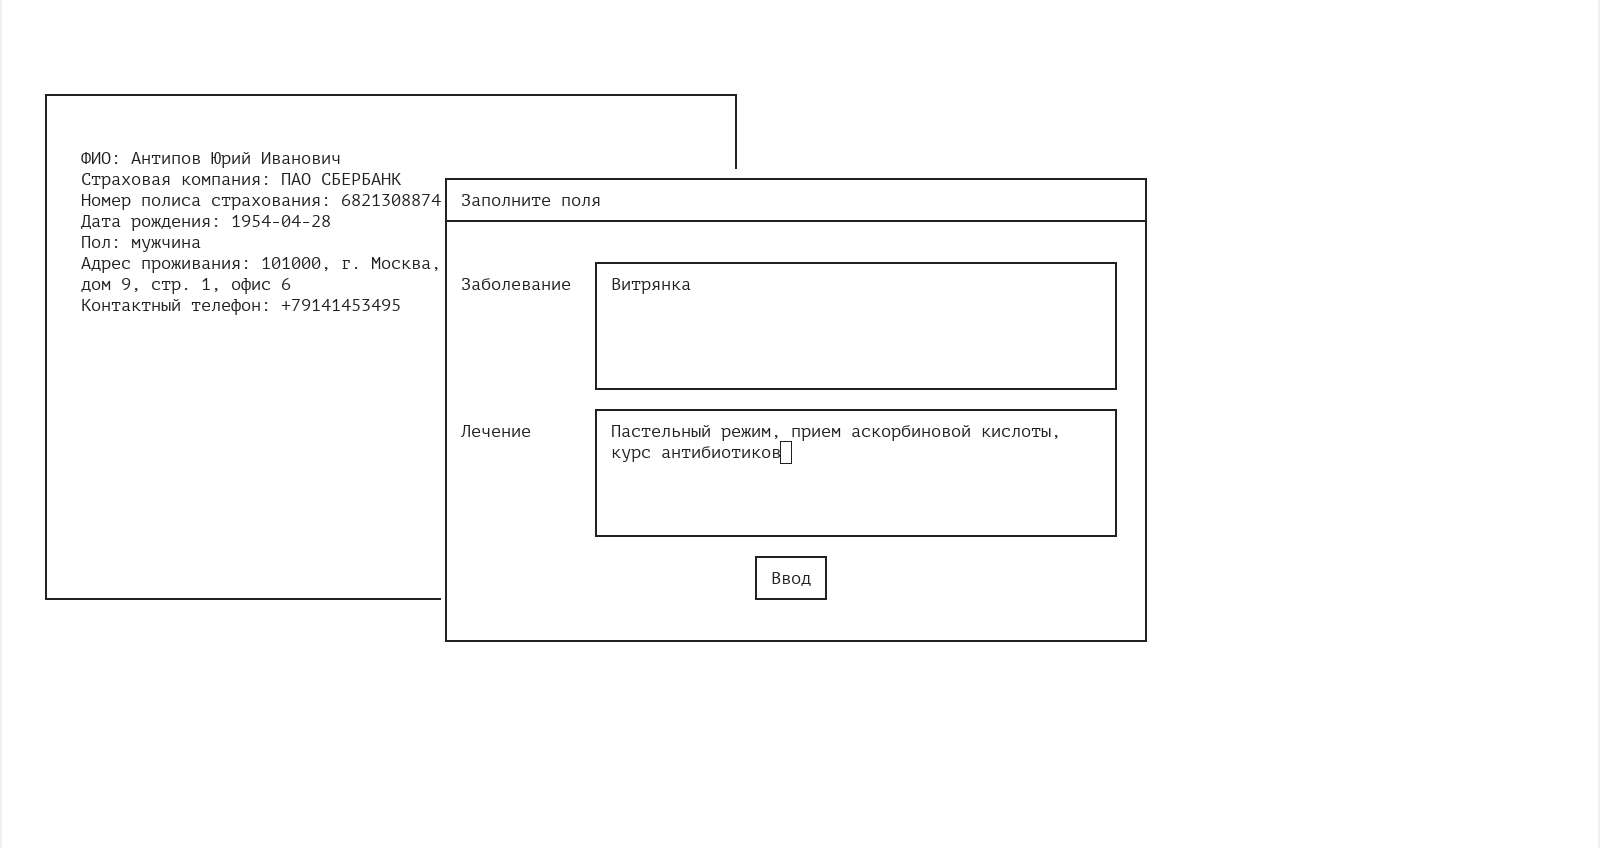 ФИО: Антипов Юрий Иванович
Страховая компания: ПАО СБЕРБАНК
Номер полиса страхования: 6821308874
Дата рождения: 1954-04-28
Пол: мужчина
Адрес проживания: 101000, г. Москва,
дом 9, стр. 1, офис 6
Контактный телефон: +79141453495
Заполните поля
Заболевание
Витрянка
Лечение
Пастельный режим, прием аскорбиновой кислоты,
курс антибиотиков
Ввод